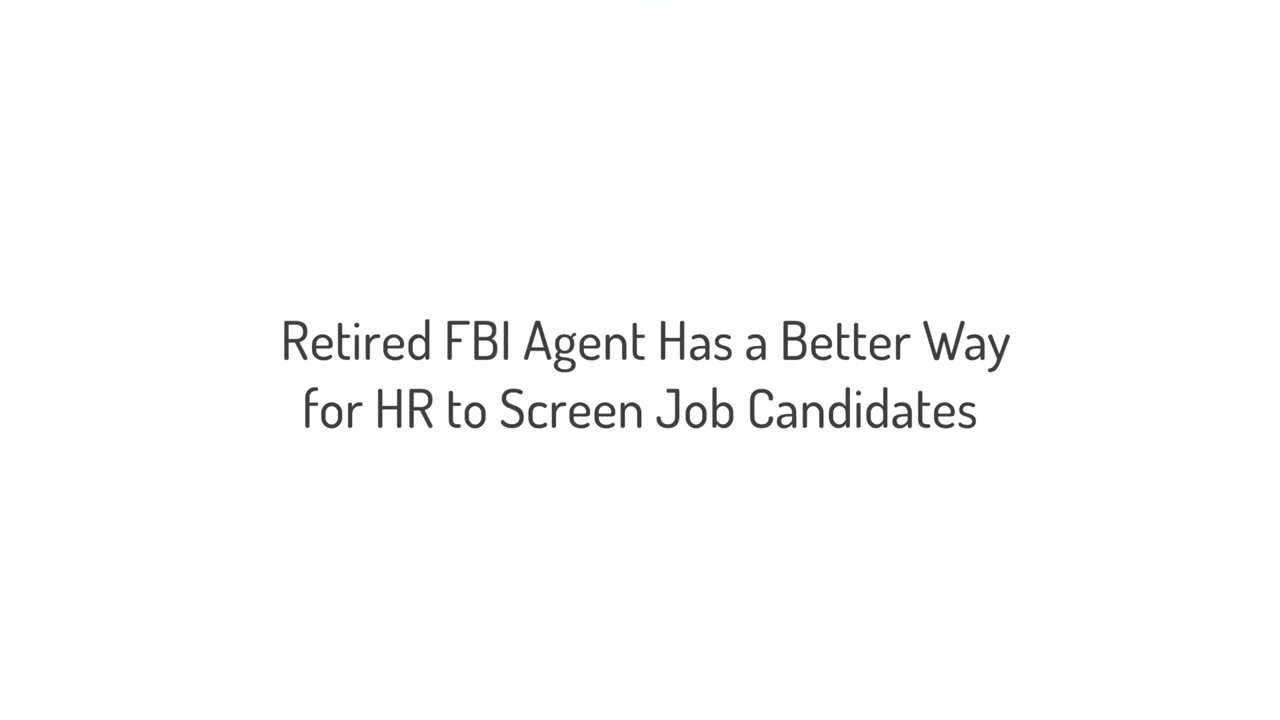 Retired FBI Agent Has a Better Way
for HR to Screen Job Candidates